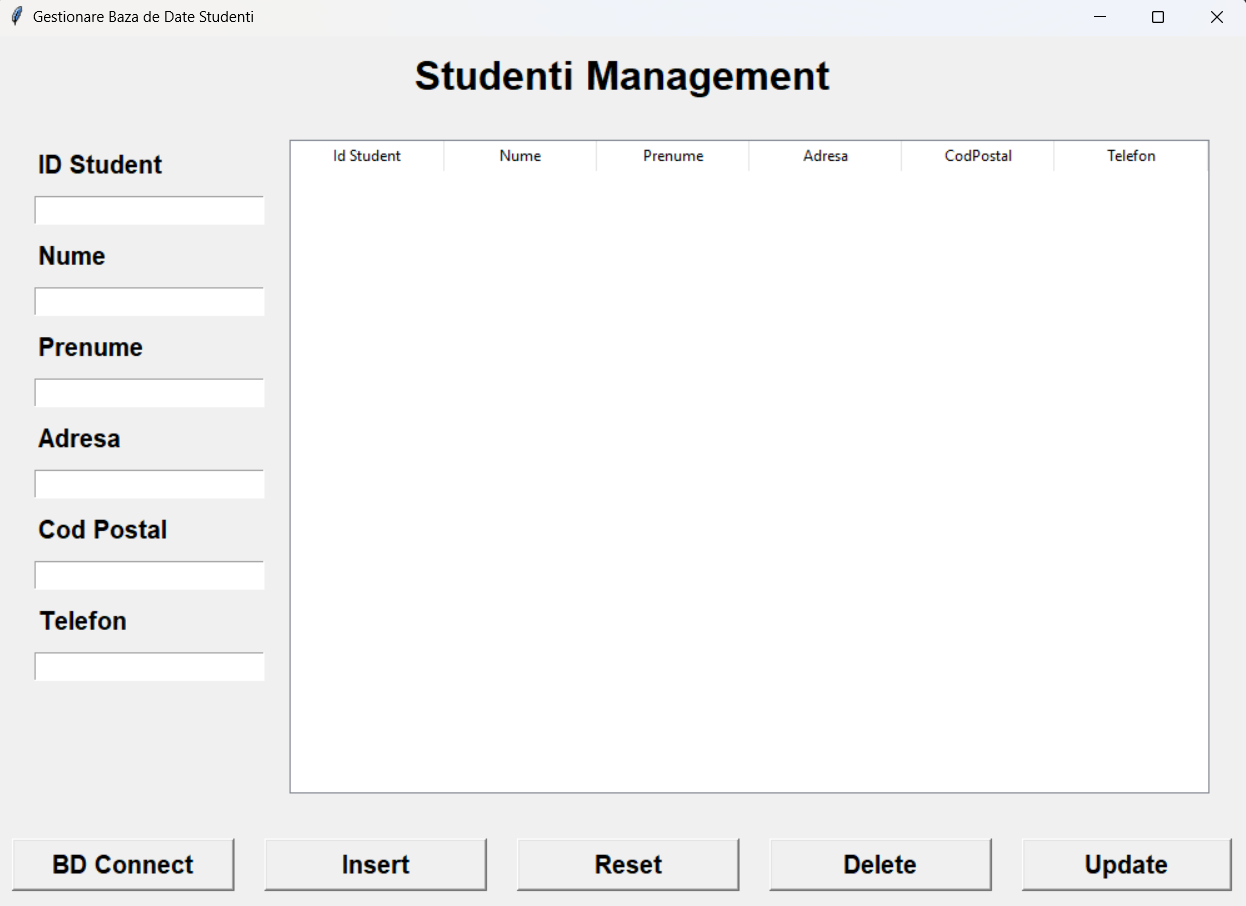 Gestionare Baza de Date Studenti
Studenti Management
ID Student
Nume
Prenume
Adresa
Cod Postal
Telefon
Id Student Nume Prenume Adresa CodPostal Telefon
BD Connect Insert Reset Delete Update